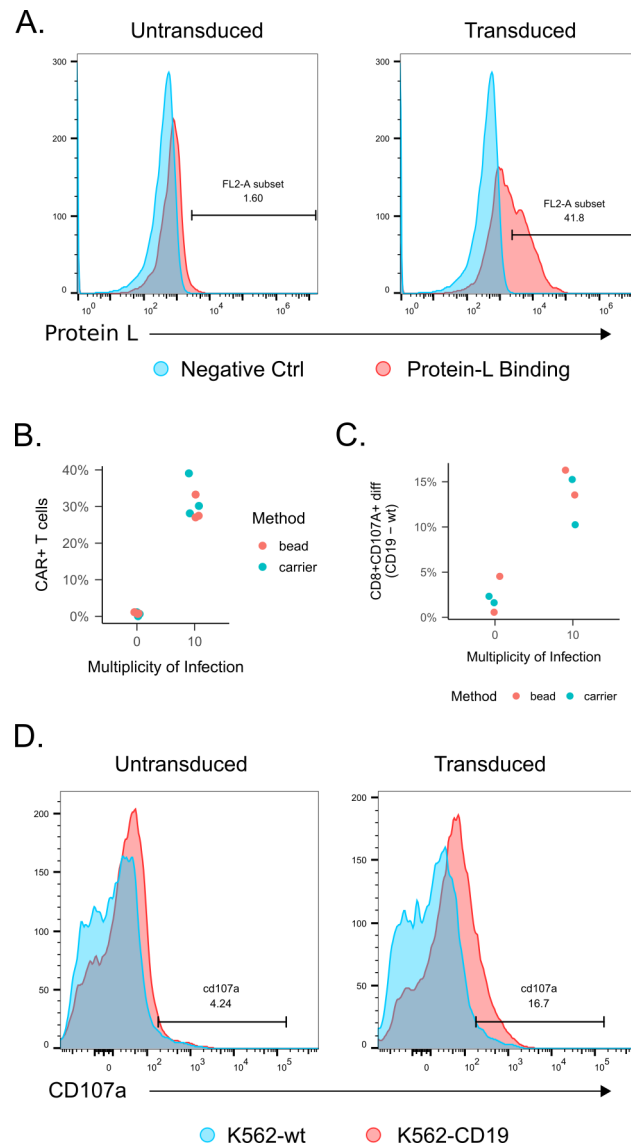 A.
Untransduced
Transduced
300
200
100
0
FL2-A subset
1.60
10^0 10^2 10^4 10^6
300
200
100
0
FL2-A subset
41.8
10^0 10^2 10^4 10^6
Protein L
Negative Ctrl
Protein-L Binding
B.
CAR+ T cells
40%
30%
20%
10%
0%
0 10
Multiplicity of Infection
Method
bead
carrier
C.
CD8+CD107A+ diff
(CD19 − wt)
15%
10%
5%
0%
0 10
Multiplicity of Infection
Method bead carrier
D.
Untransduced
Transduced
200
150
100
50
0
cd107a
4.24
0 10^2 10^3 10^4 10^5
200
150
100
50
0
cd107a
16.7
0 10^2 10^3 10^4 10^5
CD107a
K562-wt
K562-CD19